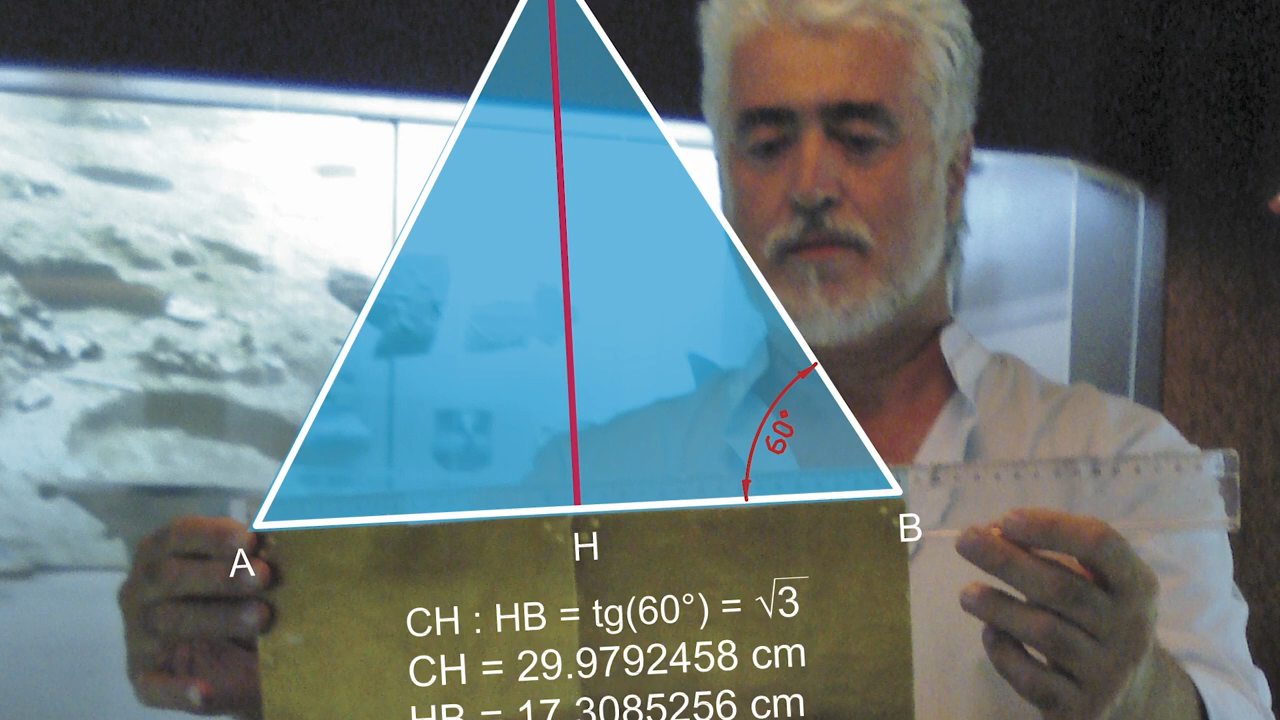 60°
A
H
B
CH : HB = tg(60°) = √3
CH = 29.9792458 cm
HB = 17.3085256 cm